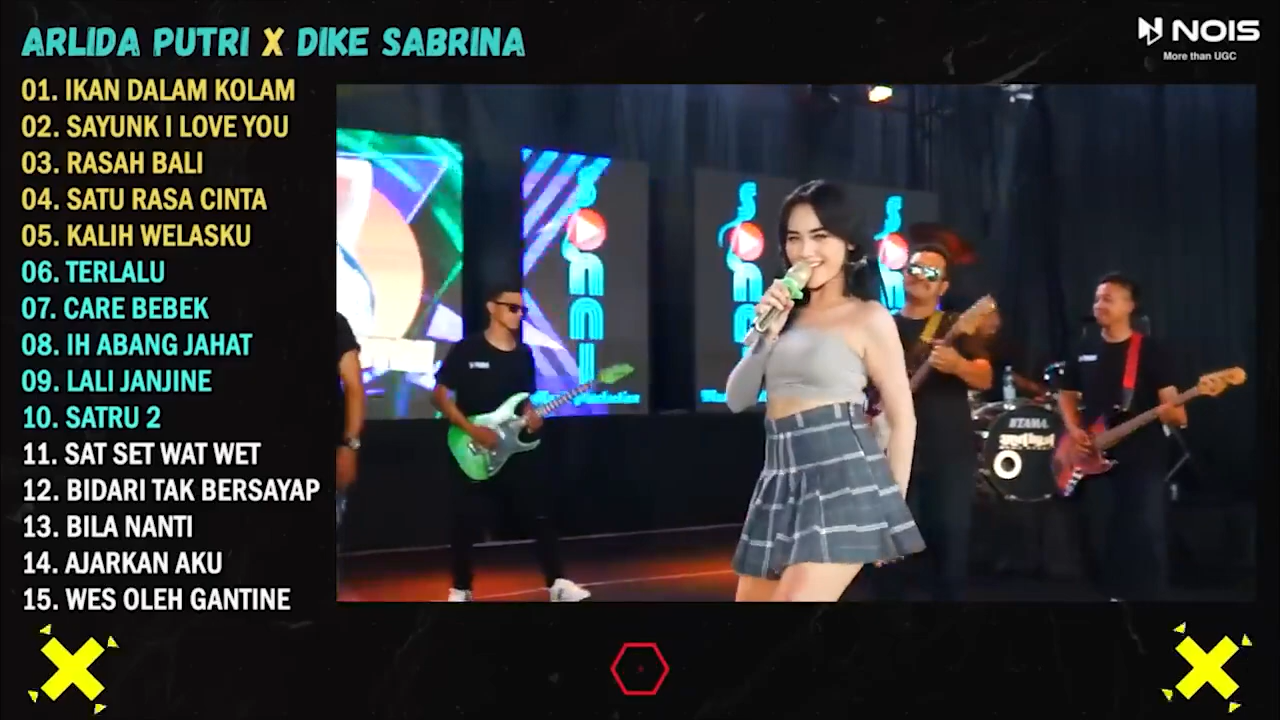 ARLIDA PUTRI X DIKE SABRINA
NOIS
More than UGC
01. IKAN DALAM KOLAM
02. SAYUNK I LOVE YOU
03. RASAH BALI
04. SATU RASA CINTA
05. KALIH WELASKU
06. TERLALU
07. CARE BEBEK
08. IH ABANG JAHAT
09. LALI JANJINE
10. SATRU 2
11. SAT SET WAT WET
12. BIDARI TAK BERSAYAP
13. BILA NANTI
14. AJARKAN AKU
15. WES OLEH GANTINE
TAMA